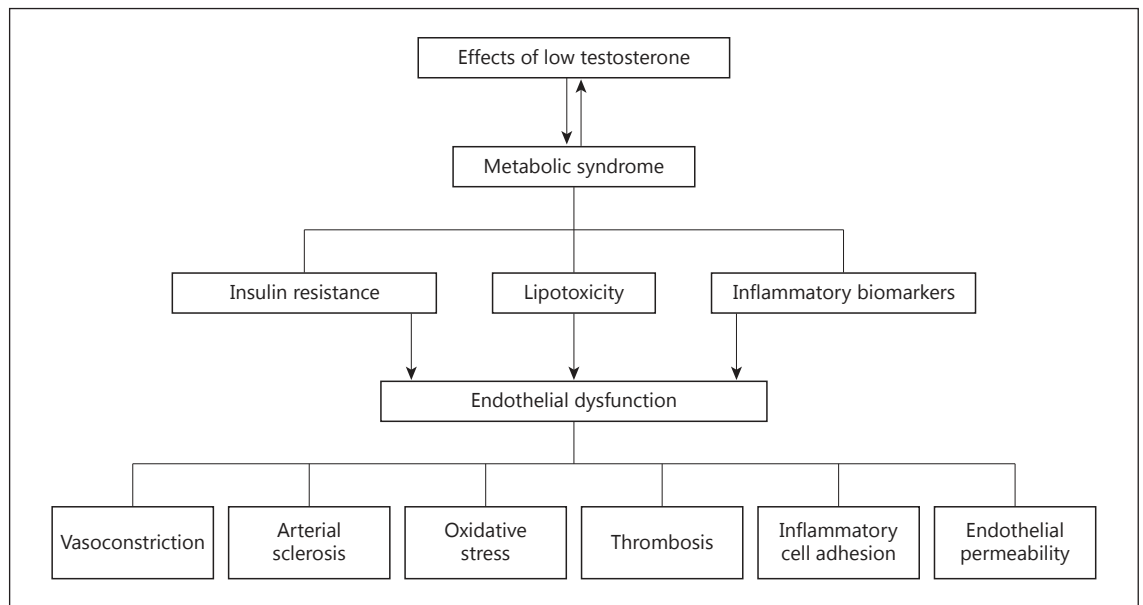 Effects of low testosterone
Metabolic syndrome
Insulin resistance
Lipotoxicity
Inflammatory biomarkers
Endothelial dysfunction
Vasoconstriction
Arterial
sclerosis
Oxidative
stress
Thrombosis
Inflammatory
cell adhesion
Endothelial
permeability